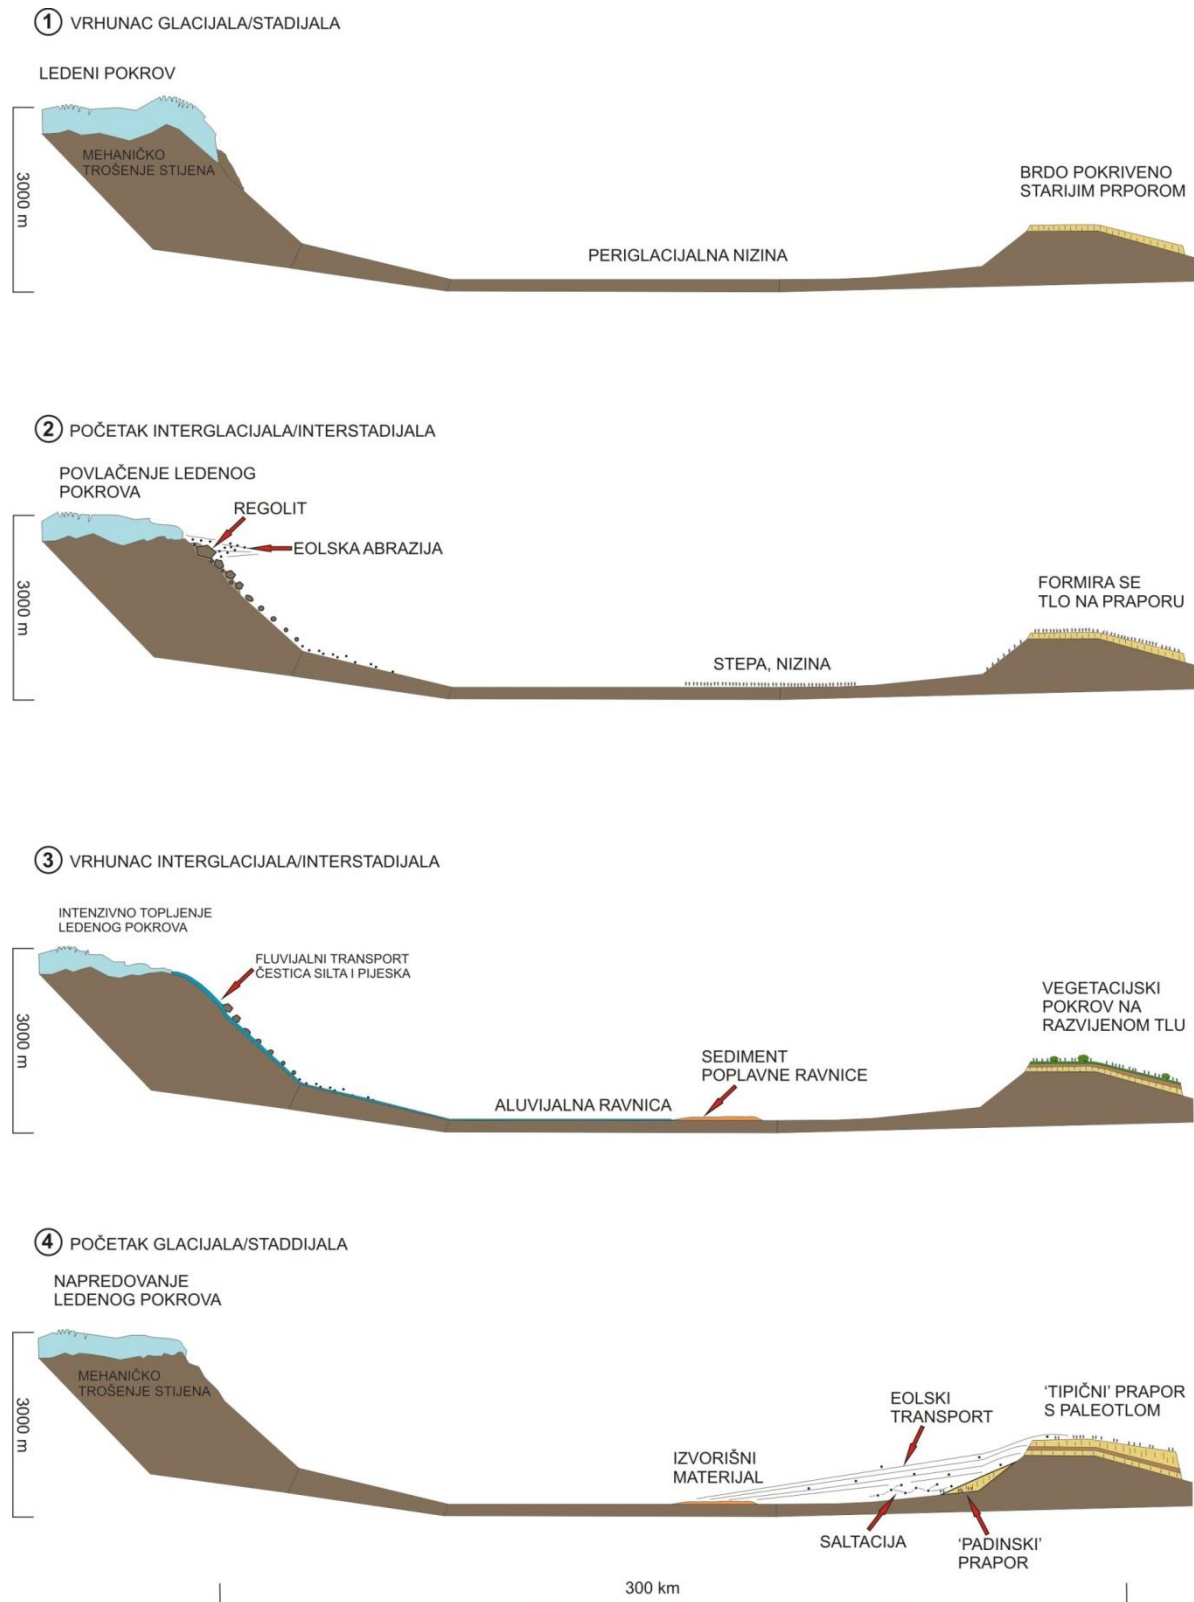 1 VRHUNAC GLACIJALA/STADIJALA
LEDENI POKROV
MEHANIČKO
TROŠENJE STIJENA
3000 m
BRDO POKRIVENO
STARIJIM PRPOROM
PERIGLACIJALNA NIZINA
2 POČETAK INTERGLACIJALA/INTERSTADIJALA
POVLAČENJE LEDENOG
POKROVA
REGOLIT
EOLSKA ABRAZIJA
3000 m
FORMIRA SE
TLO NA PRAPORU
STEPA, NIZINA
3 VRHUNAC INTERGLACIJALA/INTERSTADIJALA
INTENZIVNO TOPLJENJE
LEDENOG POKROVA
FLUVIJALNI TRANSPORT
ČESTICA SILTA I PIJESKA
3000 m
VEGETACIJSKI
POKROV NA
RAZVIJENOM TLU
SEDIMENT
POPLAVNE RAVNICE
ALUVIJALNA RAVNICA
4 POČETAK GLACIJALA/STADDIJALA
NAPREDOVANJE
LEDENOG POKROVA
MEHANIČKO
TROŠENJE STIJENA
3000 m
EOLSKI
TRANSPORT
'TIPIČNI' PRAPOR
S PALEOTLOM
IZVORIŠNI
MATERIJAL
SALTACIJA
'PADINSKI'
PRAPOR
300 km